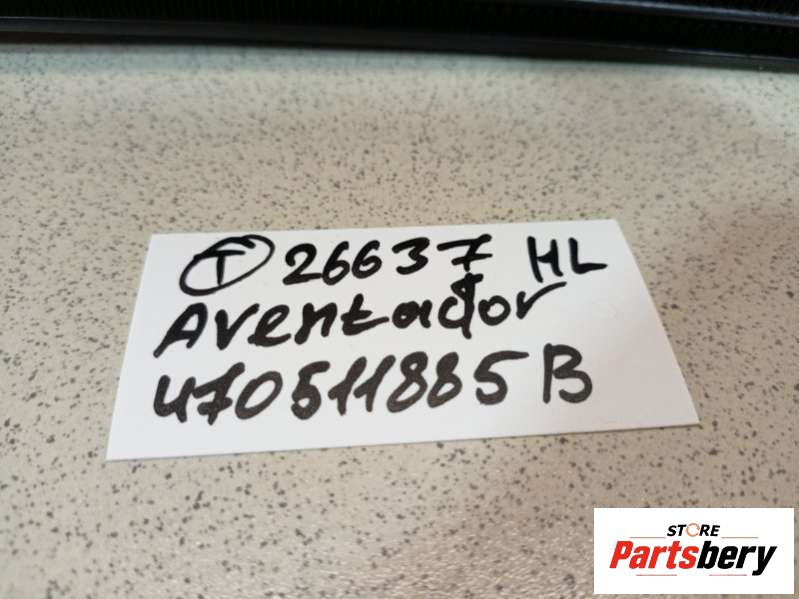 T 26637 HL
Aventador
470511885B
STORE
Partsbery